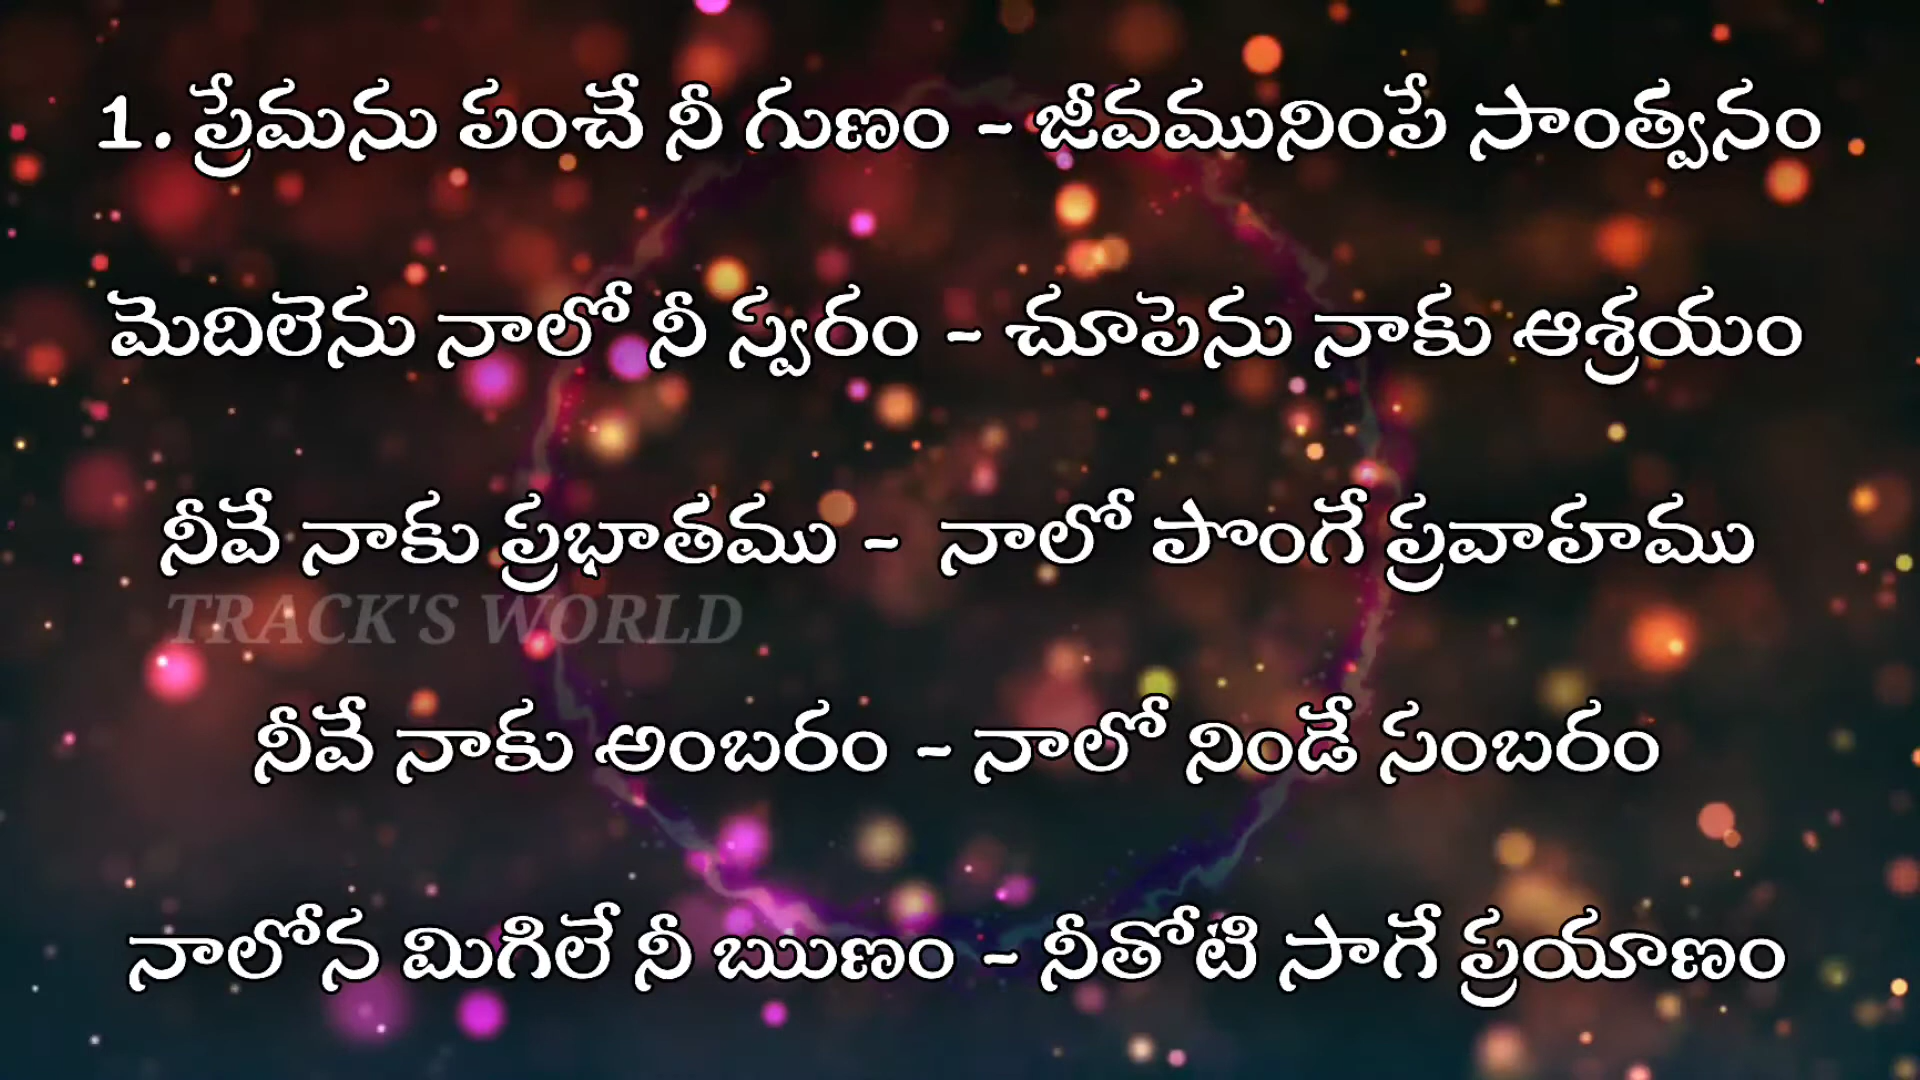 1. ప్రేమను పంచే నీ గుణం - జీవమునింపే సాంత్వనం
మెదిలెను నాలో నీ స్వరం - చూపెను నాకు ఆశ్రయం
నీవే నాకు ప్రభాతము - నాలో పొంగే ప్రవాహము
TRACK'S WORLD
నీవే నాకు అంబరం - నాలో నిండే సంబరం
నాలోన మిగిలే నీ ఋణం - నీతోటి సాగే ప్రయాణం